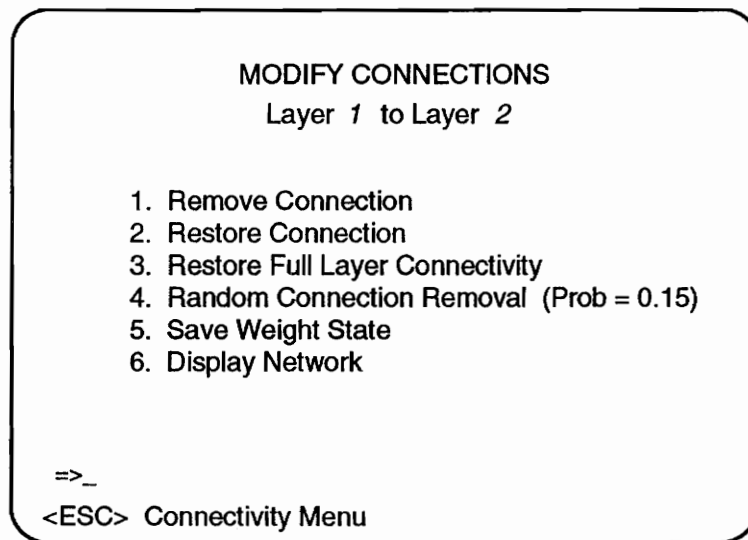 MODIFY CONNECTIONS
Layer 1 to Layer 2
1. Remove Connection
2. Restore Connection
3. Restore Full Layer Connectivity
4. Random Connection Removal (Prob = 0.15)
5. Save Weight State
6. Display Network
=>_
<ESC> Connectivity Menu